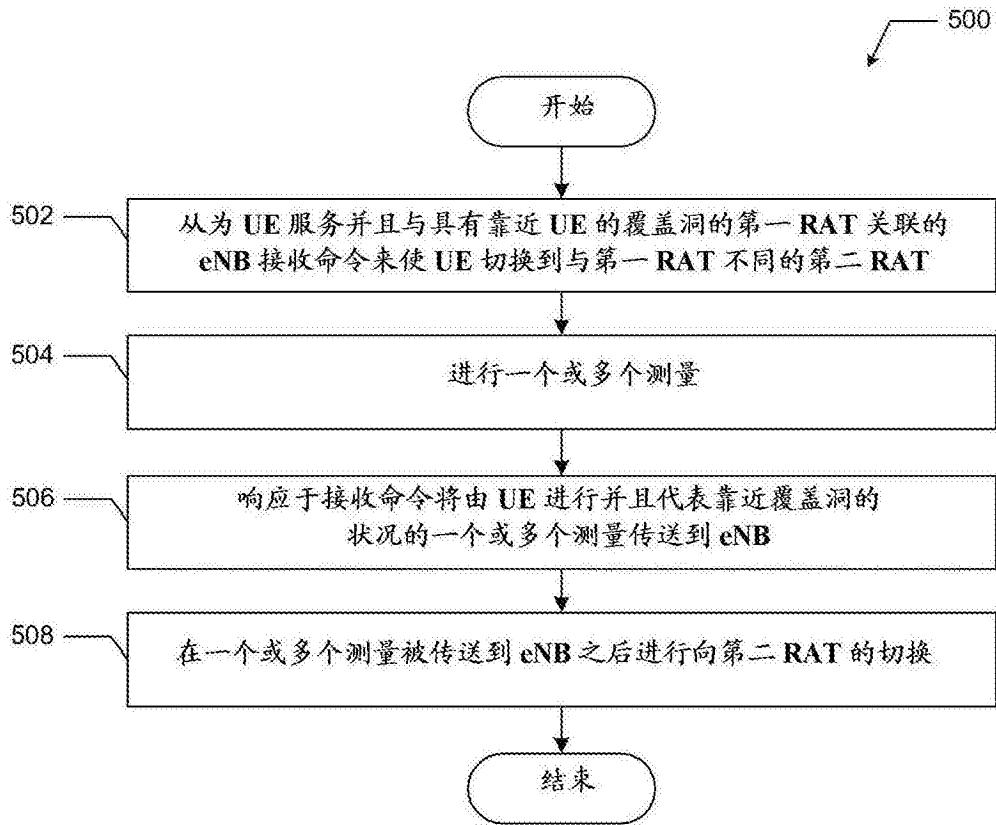 500
开始
502
从为 UE 服务并且与具有靠近 UE 的覆盖洞的第一 RAT 关联的
eNB 接收命令来使 UE 切换到与第一 RAT 不同的第二 RAT
504
进行一个或多个测量
506
响应于接收命令将由 UE 进行并且代表靠近覆盖洞的
状况的一个或多个测量传送到 eNB
508
在一个或多个测量被传送到 eNB 之后进行向第二 RAT 的切换
结束